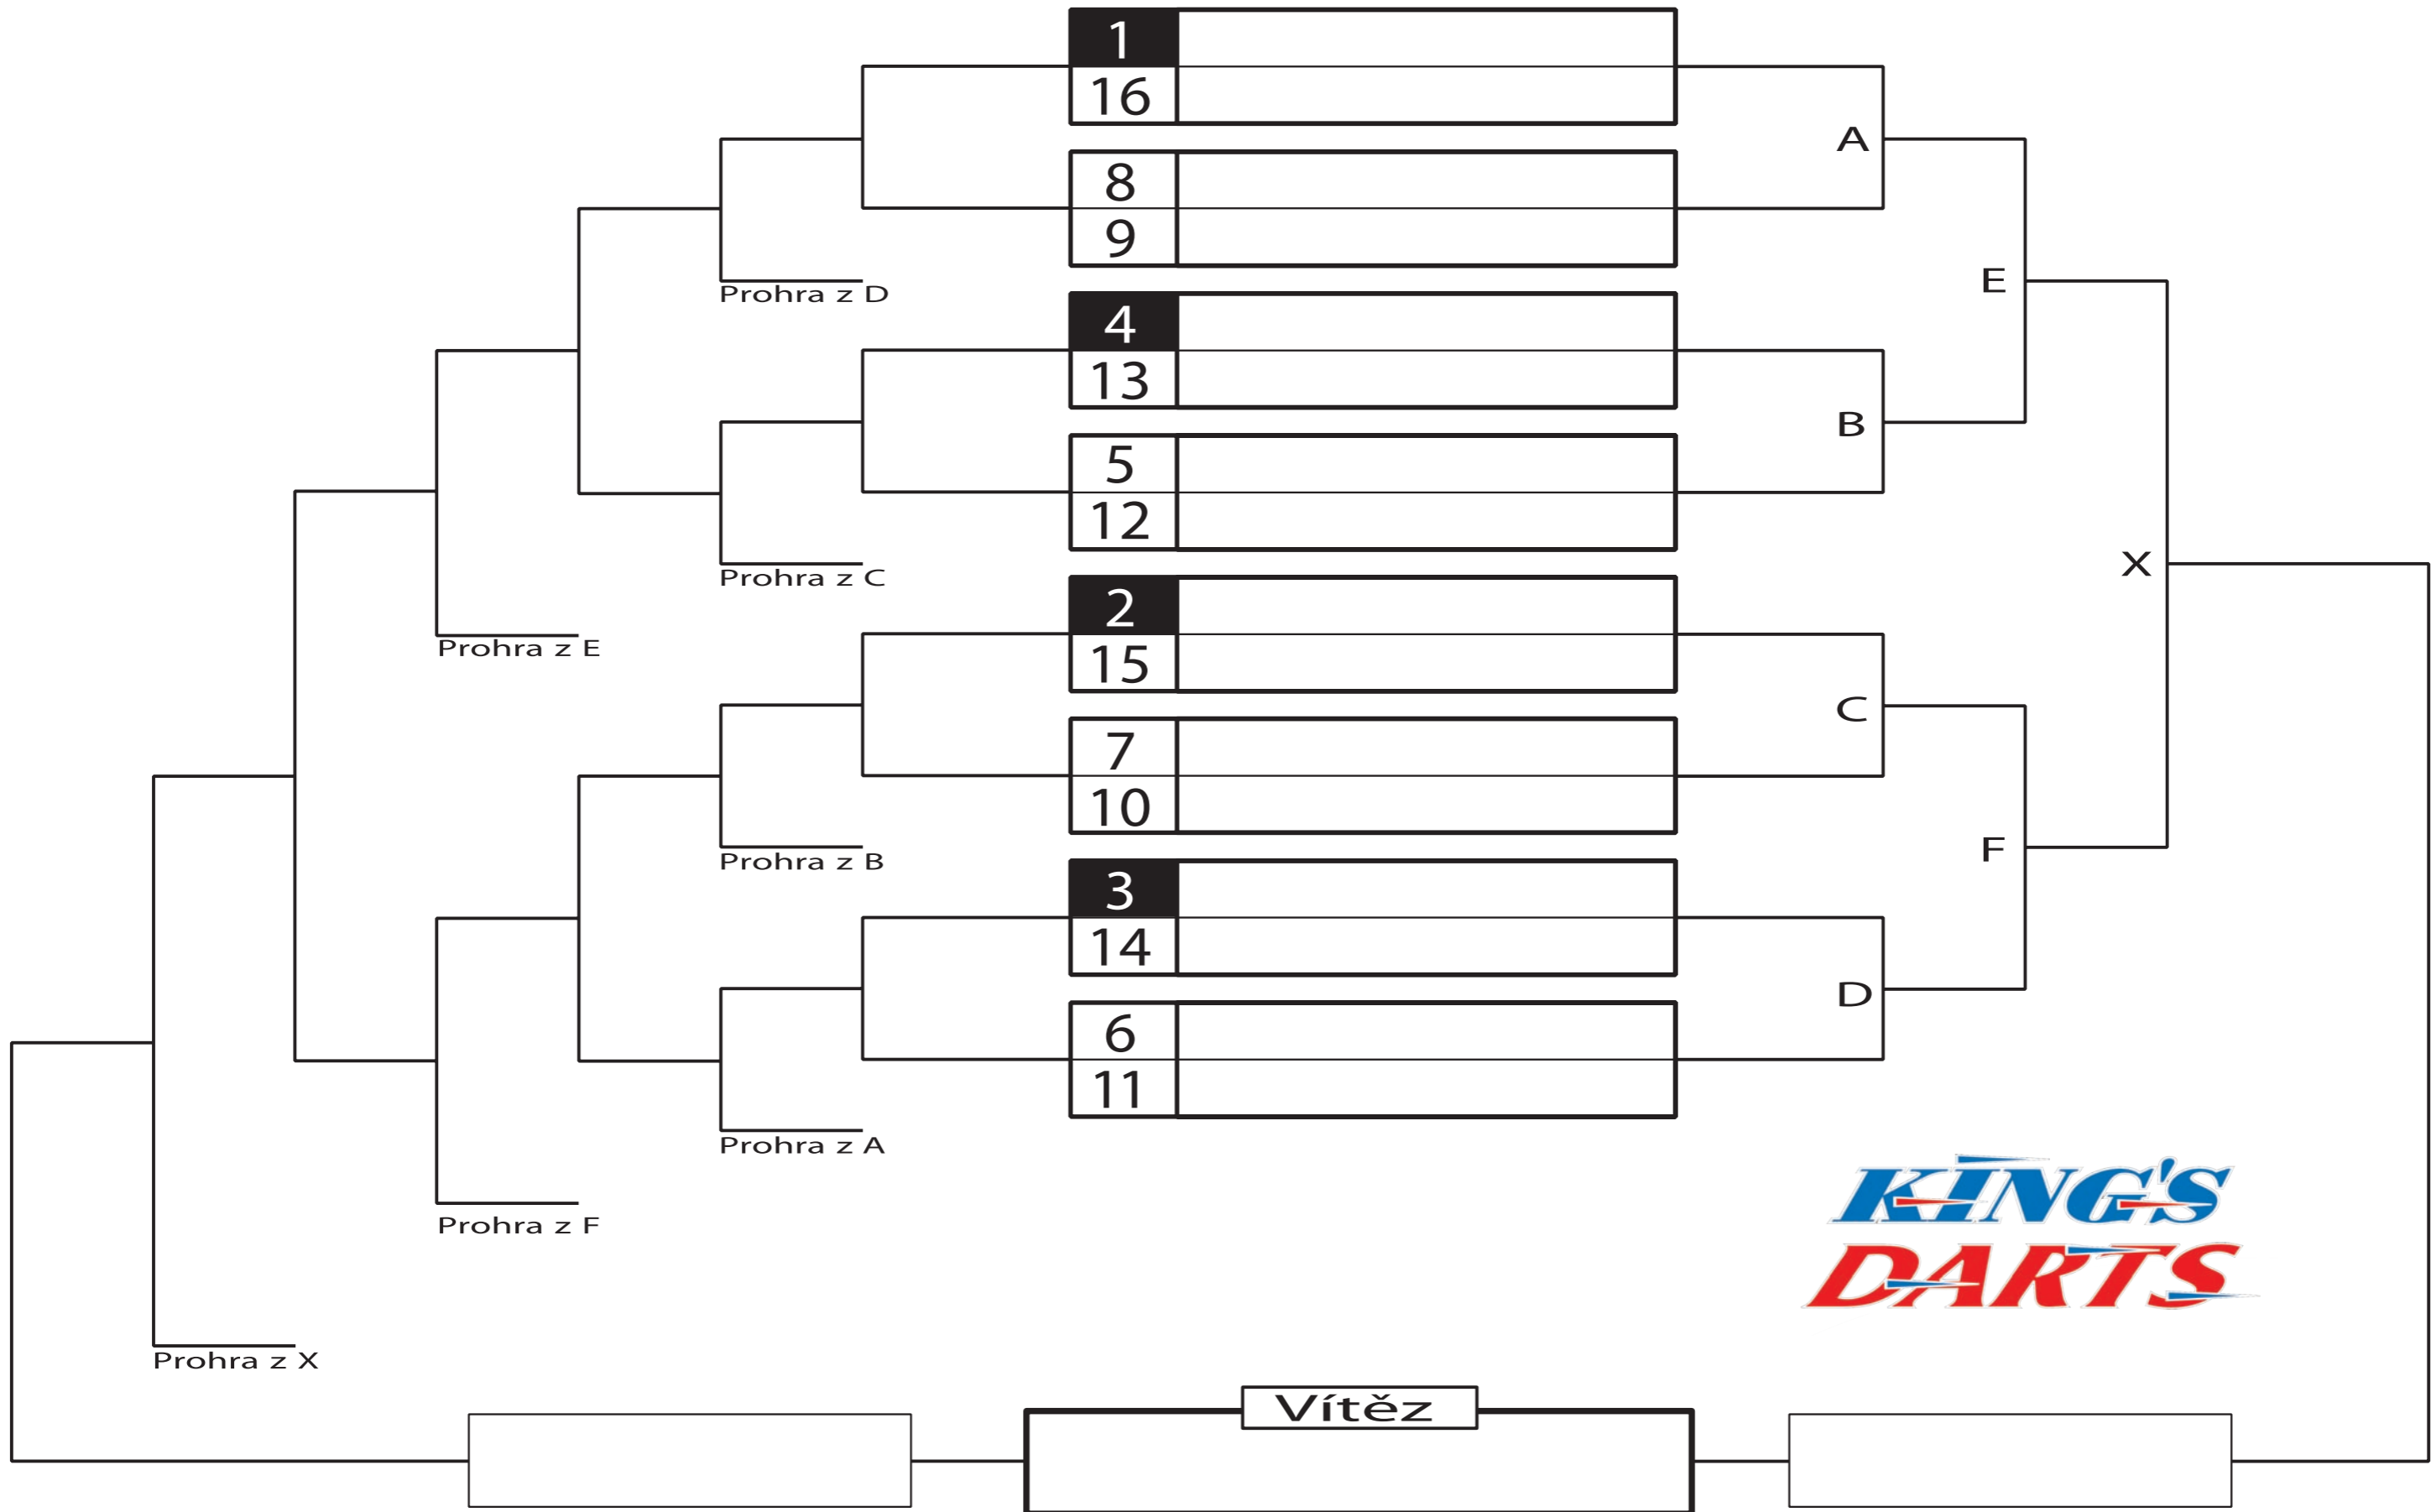 1
16
A
8
9
E
Prohra z D
4
13
B
5
12
X
Prohra z C
2
15
Prohra z E
C
7
10
F
Prohra z B
3
14
D
6
11
Prohra z A
KING'S
DARTS
Prohra z F
Prohra z X
Vítěz